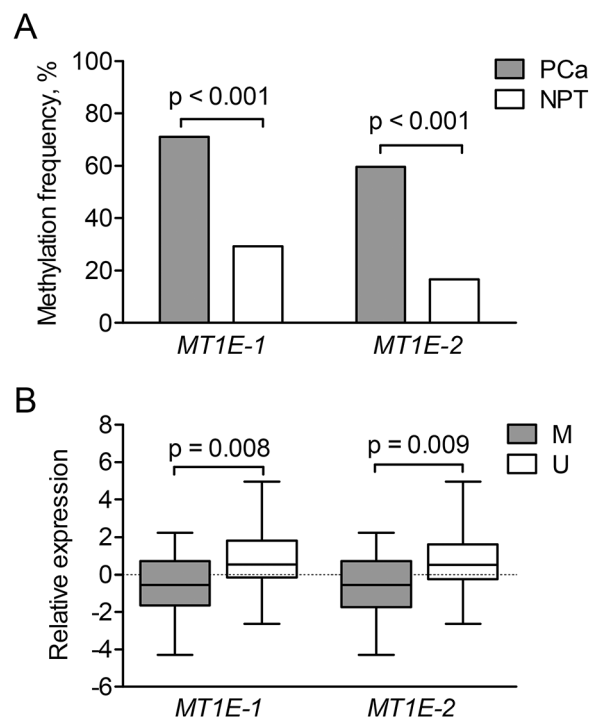 A
Methylation frequency, %
100
80
60
40
20
0
p < 0.001
p < 0.001
PCa
NPT
MT1E-1
MT1E-2
B
Relative expression
8
6
4
2
0
-2
-4
-6
p = 0.008
p = 0.009
M
U
MT1E-1
MT1E-2